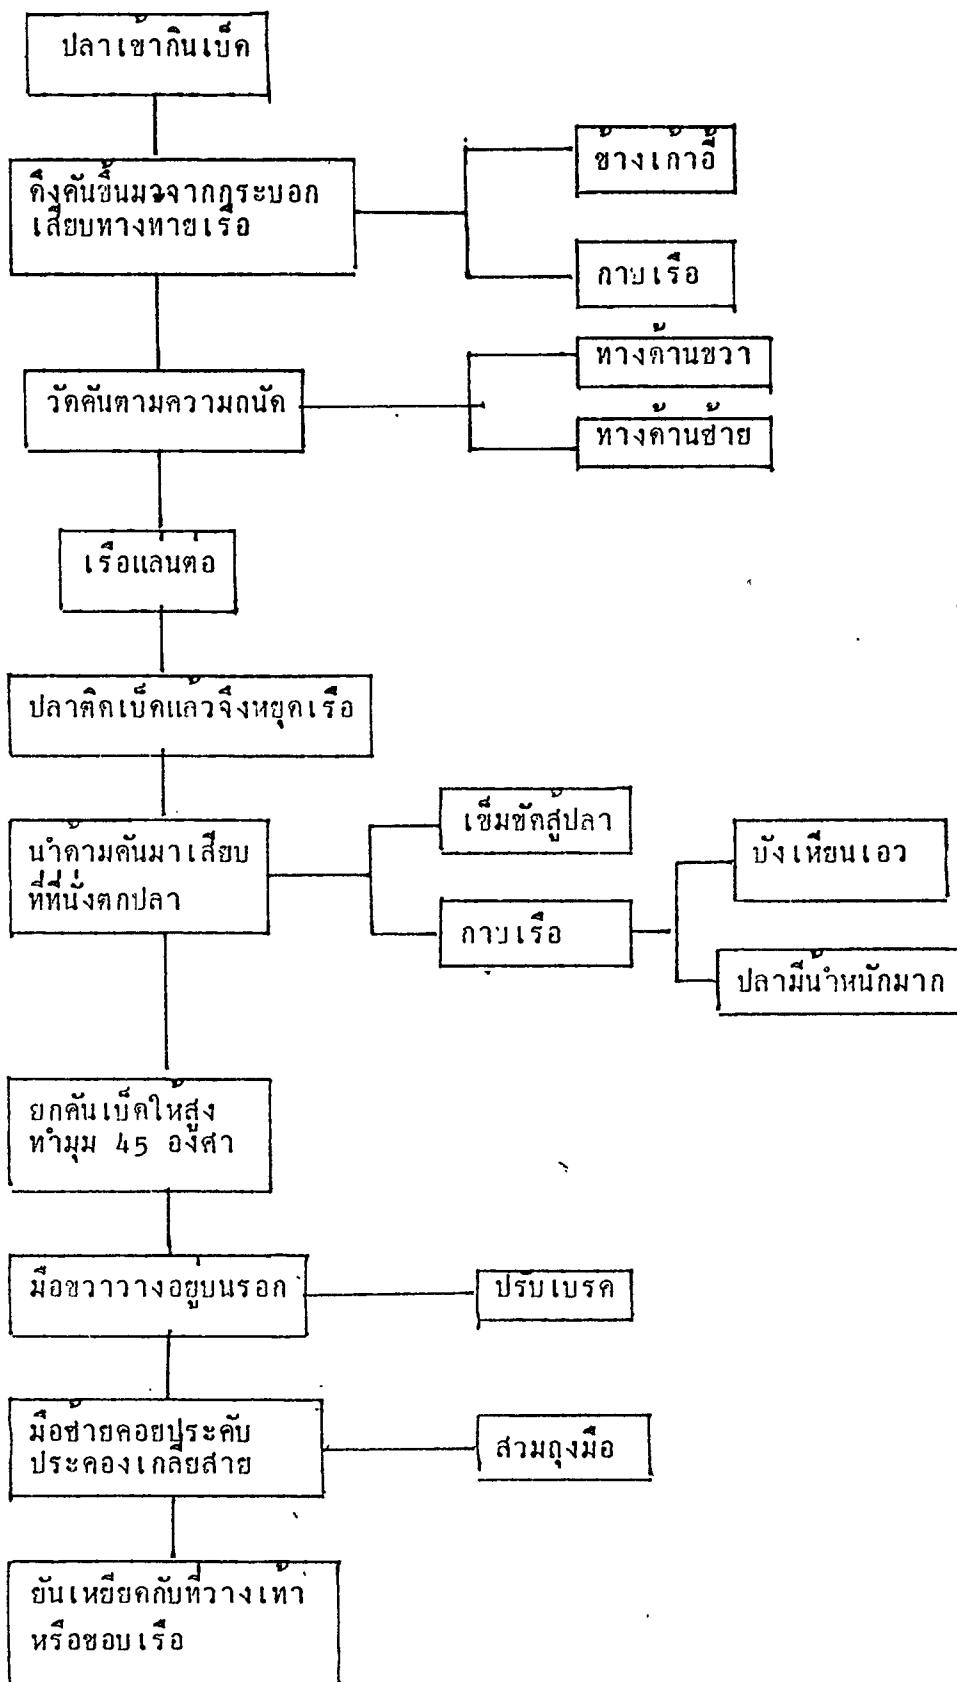 ปลาเข้ากินเบ็ด
ดึงคันขึ้นมาจากกระบอก
เสียบทางทายเรือ
ข้างเก้าอี้
กาบเรือ
วัดคันตามความถนัด
ทางด้านขวา
ทางด้านซ้าย
เรือแล่นต่อ
ปลาติดเบ็ดแล้วจึงหยุดเรือ
นำด้ามคันมาเสียบ
ที่ที่นั่งตกปลา
เข็มขัดสู้ปลา
กาบเรือ
บังเหียนเอว
ปลามีน้ำหนักมาก
ยกคันเบ็ดให้สูง
ทำมุม 45 องศา
มือขวาวางอยู่บนรอก
ปรับเบรค
มือซ้ายคอยประคับ
ประคองเกลี่ยสาย
สวมถุงมือ
ยันเหยียดกับที่วางเท้า
หรือขอบเรือ